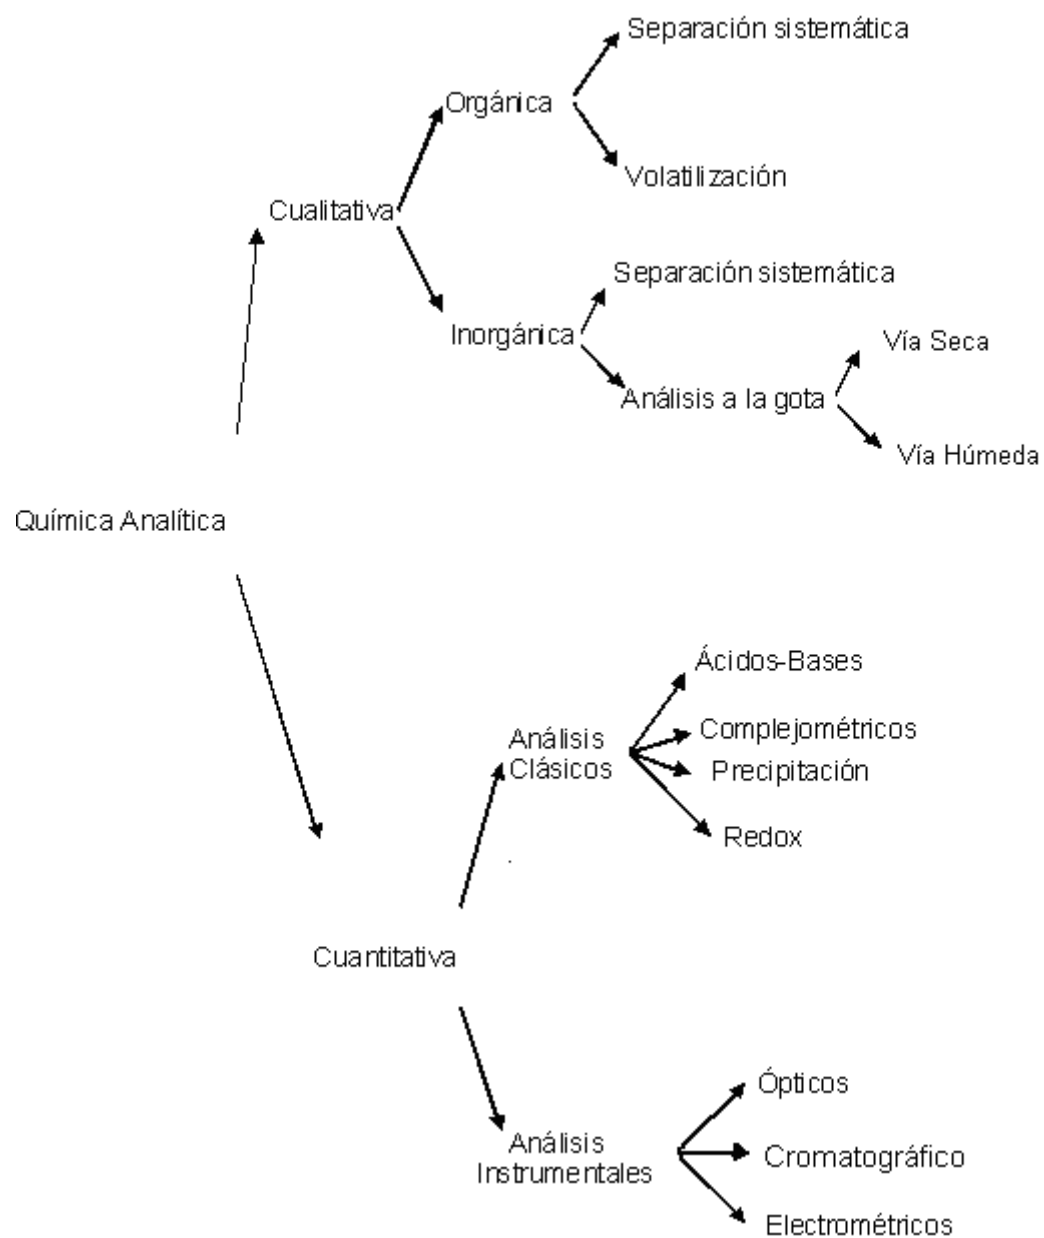 Separación sistemática
Orgánica
Volatilización
Cualitativa
Separación sistemática
Inorgánica
Vía Seca
Análisis a la gota
Vía Húmeda
Química Analítica
Ácidos-Bases
Análisis
Clásicos
Complejométricos
Precipitación
Redox
Cuantitativa
Ópticos
Análisis
Instrumentales
Cromatográfico
Electrométricos